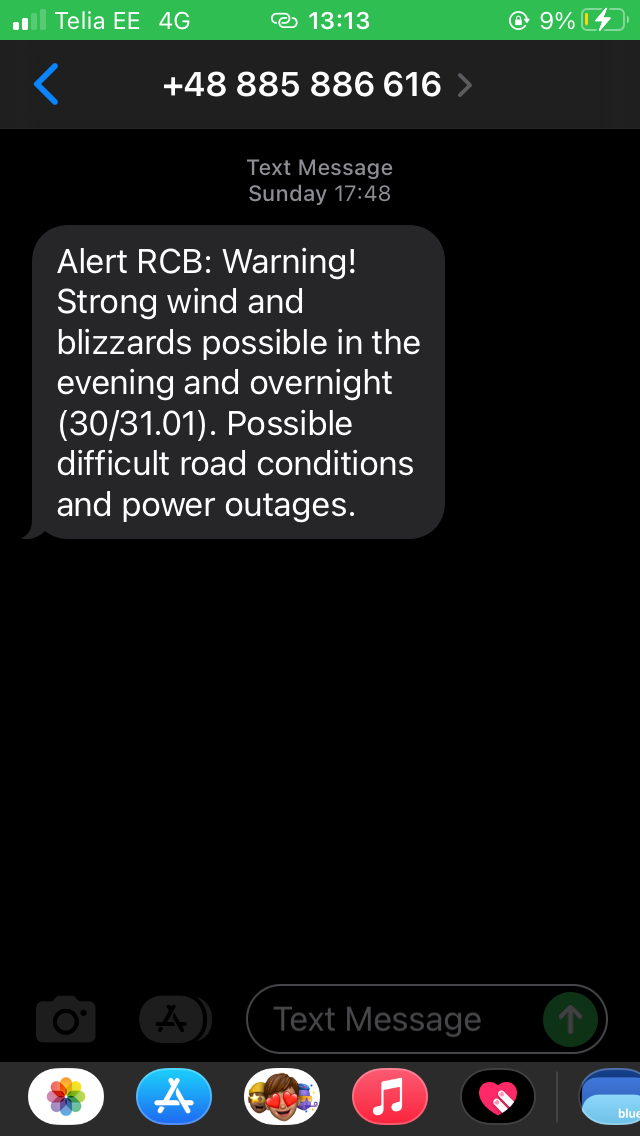 Telia EE 4G 13:13 9%
+48 885 886 616
Text Message
Sunday 17:48
Alert RCB: Warning!
Strong wind and
blizzards possible in the
evening and overnight
(30/31.01). Possible
difficult road conditions
and power outages.
Text Message
blue